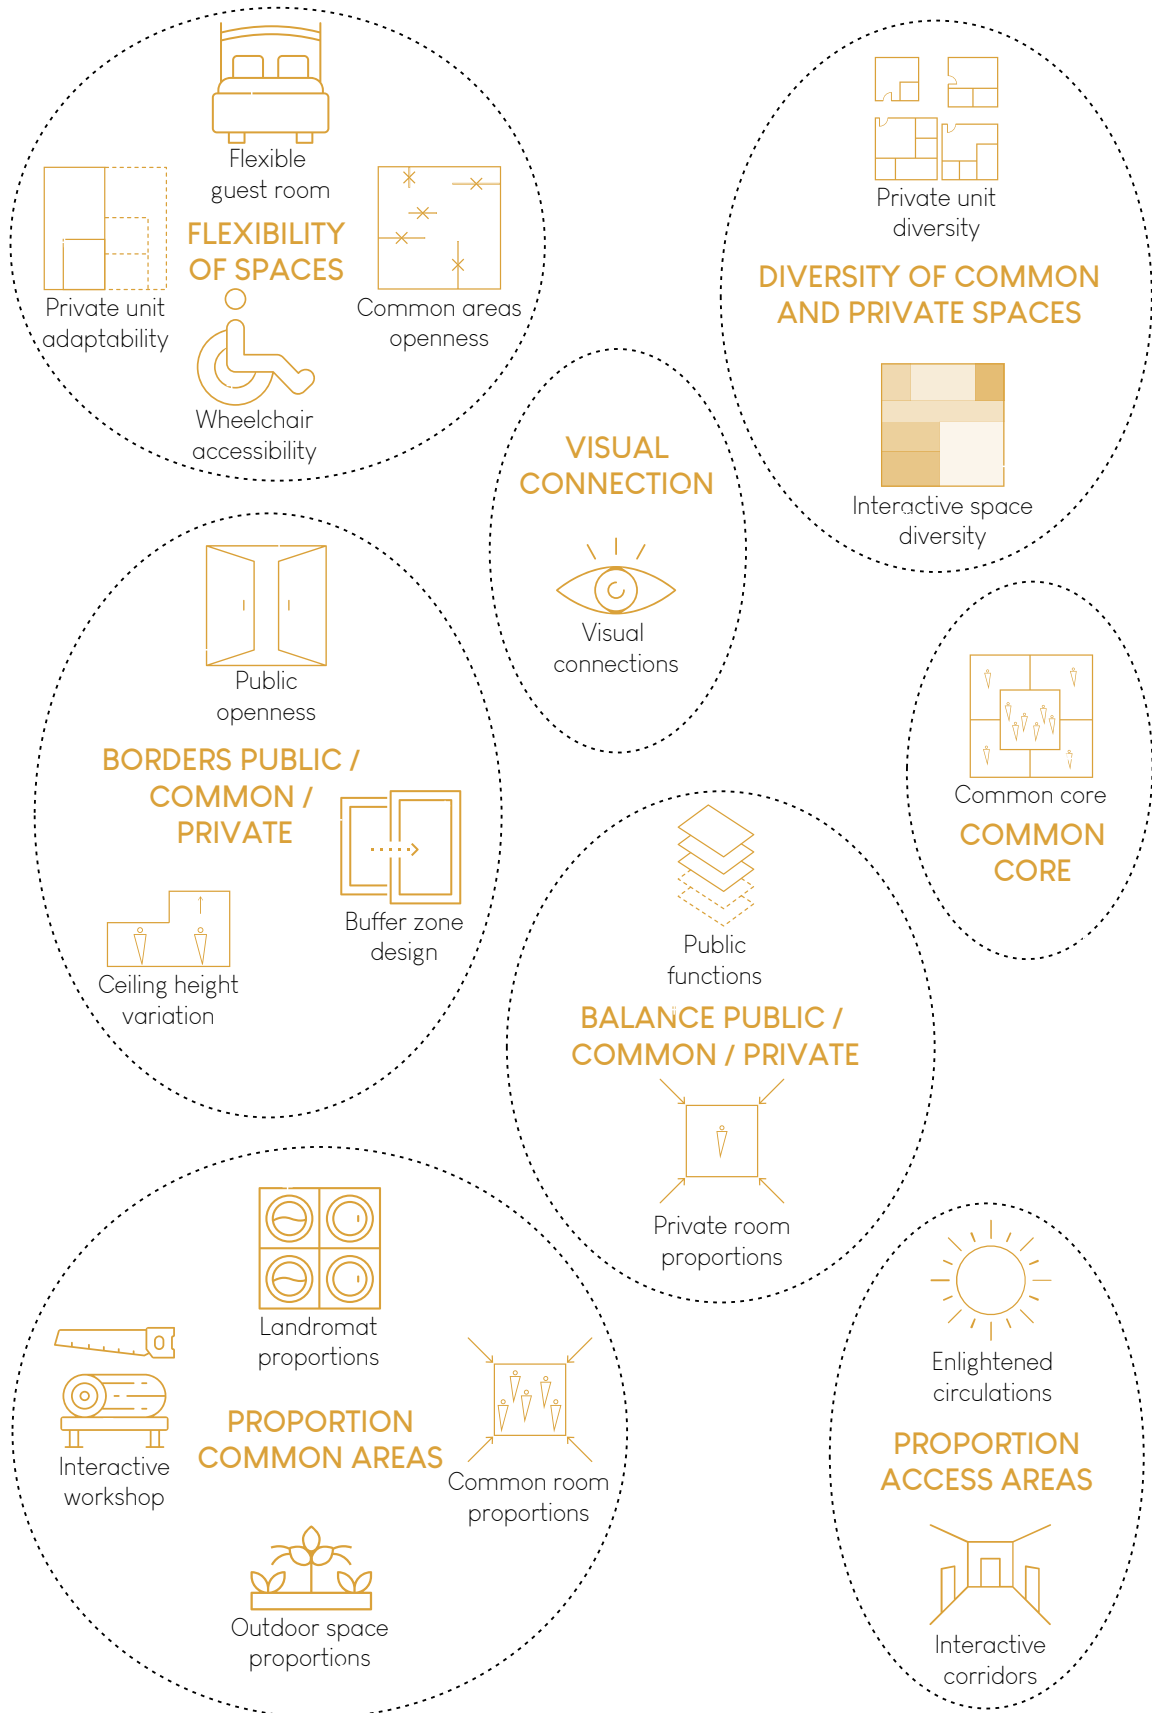 Flexible
guest room
FLEXIBILITY
OF SPACES
Private unit
adaptability
Common areas
openness
Wheelchair
accessibility
Private unit
diversity
DIVERSITY OF COMMON
AND PRIVATE SPACES
Interactive space
diversity
VISUAL
CONNECTION
Visual
connections
Public
openness
BORDERS PUBLIC /
COMMON /
PRIVATE
Buffer zone
design
Ceiling height
variation
Common core
COMMON
CORE
Public
functions
BALANCE PUBLIC /
COMMON / PRIVATE
Private room
proportions
Landromat
proportions
Interactive
workshop
PROPORTION
COMMON AREAS
Common room
proportions
Outdoor space
proportions
Enlightened
circulations
PROPORTION
ACCESS AREAS
Interactive
corridors